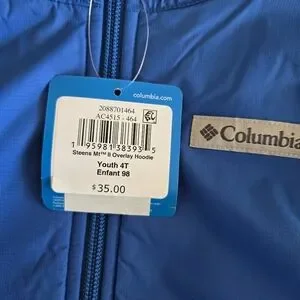 columbia.com
2088701464
AC4515 - 464
1 95981 38393 5
Steens Mt™ II Overlay Hoodie
Youth 4T
Enfant 98
$35.00
Columbia